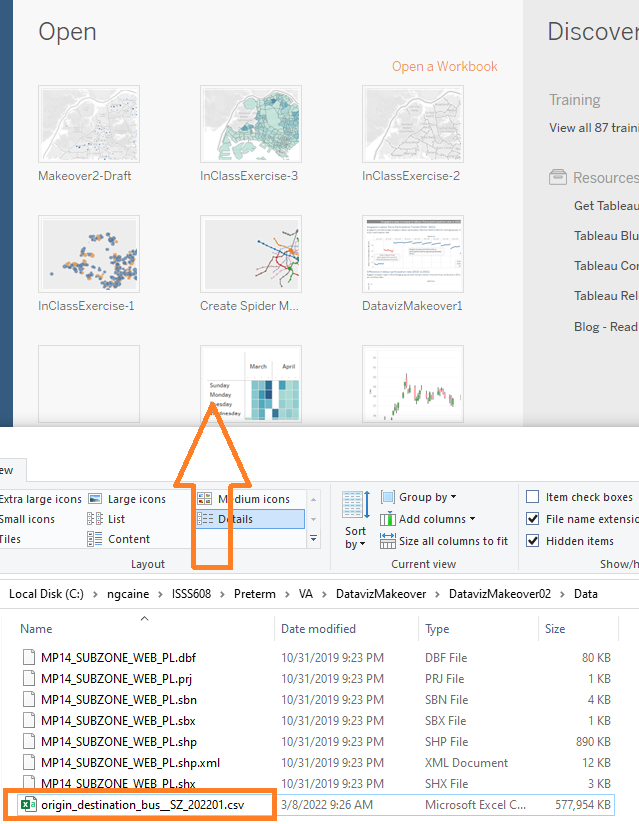 Open
Discover
Open a Workbook
Training
View all 87 traini
Makeover2-Draft
InClassExercise-3
InClassExercise-2
Resources
Get Tableau
Tableau Blu
InClassExercise-1
Create Spider M...
DatavizMakeover1
Tableau Con
Tableau Rel
Blog - Read
March
April
Sunday
Monday
ew
Extra large icons
Large icons
Medium icons
Small icons
List
Details
Tiles
Content
Layout
Sort
by
Group by
Add columns
Size all columns to fit
Current view
Item check boxes
File name extensio
Hidden items
Show/h
Local Disk (C:) > ngcaine > ISSS608 > Preterm > VA > DatavizMakeover > DatavizMakeover02 > Data
Name
Date modified
Type
Size
MP14_SUBZONE_WEB_PL.dbf 10/31/2019 9:23 PM DBF File 80 KB
MP14_SUBZONE_WEB_PL.prj 10/31/2019 9:23 PM PRJ File 1 KB
MP14_SUBZONE_WEB_PL.sbn 10/31/2019 9:23 PM SBN File 4 KB
MP14_SUBZONE_WEB_PL.sbx 10/31/2019 9:23 PM SBX File 1 KB
MP14_SUBZONE_WEB_PL.shp 10/31/2019 9:23 PM SHP File 890 KB
MP14_SUBZONE_WEB_PL.shp.xml 10/31/2019 9:23 PM XML Document 12 KB
MP14_SUBZONE_WEB_PL.shx 10/31/2019 9:23 PM SHX File 3 KB
origin_destination_bus__SZ_202201.csv 3/8/2022 9:26 AM Microsoft Excel C... 577,954 KB